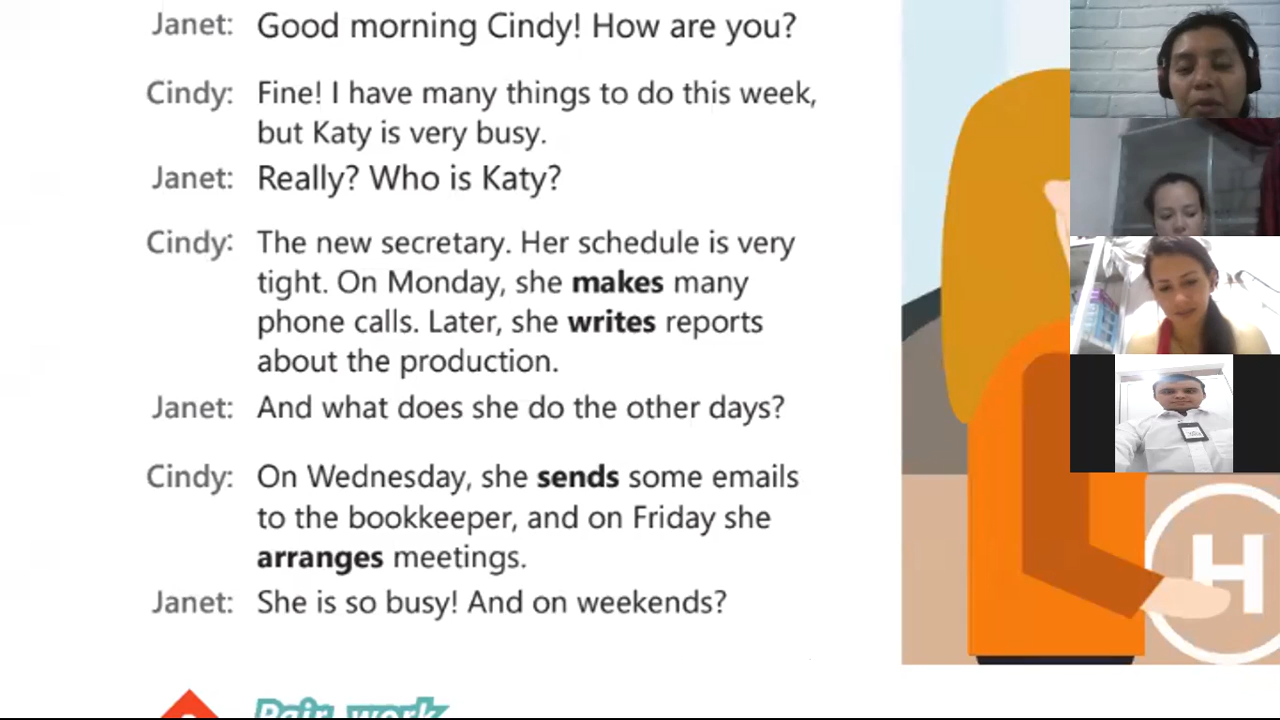 Janet: Good morning Cindy! How are you?
Cindy: Fine! I have many things to do this week,
but Katy is very busy.
Janet: Really? Who is Katy?
Cindy: The new secretary. Her schedule is very
tight. On Monday, she makes many
phone calls. Later, she writes reports
about the production.
Janet: And what does she do the other days?
Cindy: On Wednesday, she sends some emails
to the bookkeeper, and on Friday she
arranges meetings.
Janet: She is so busy! And on weekends?
Pair work
H